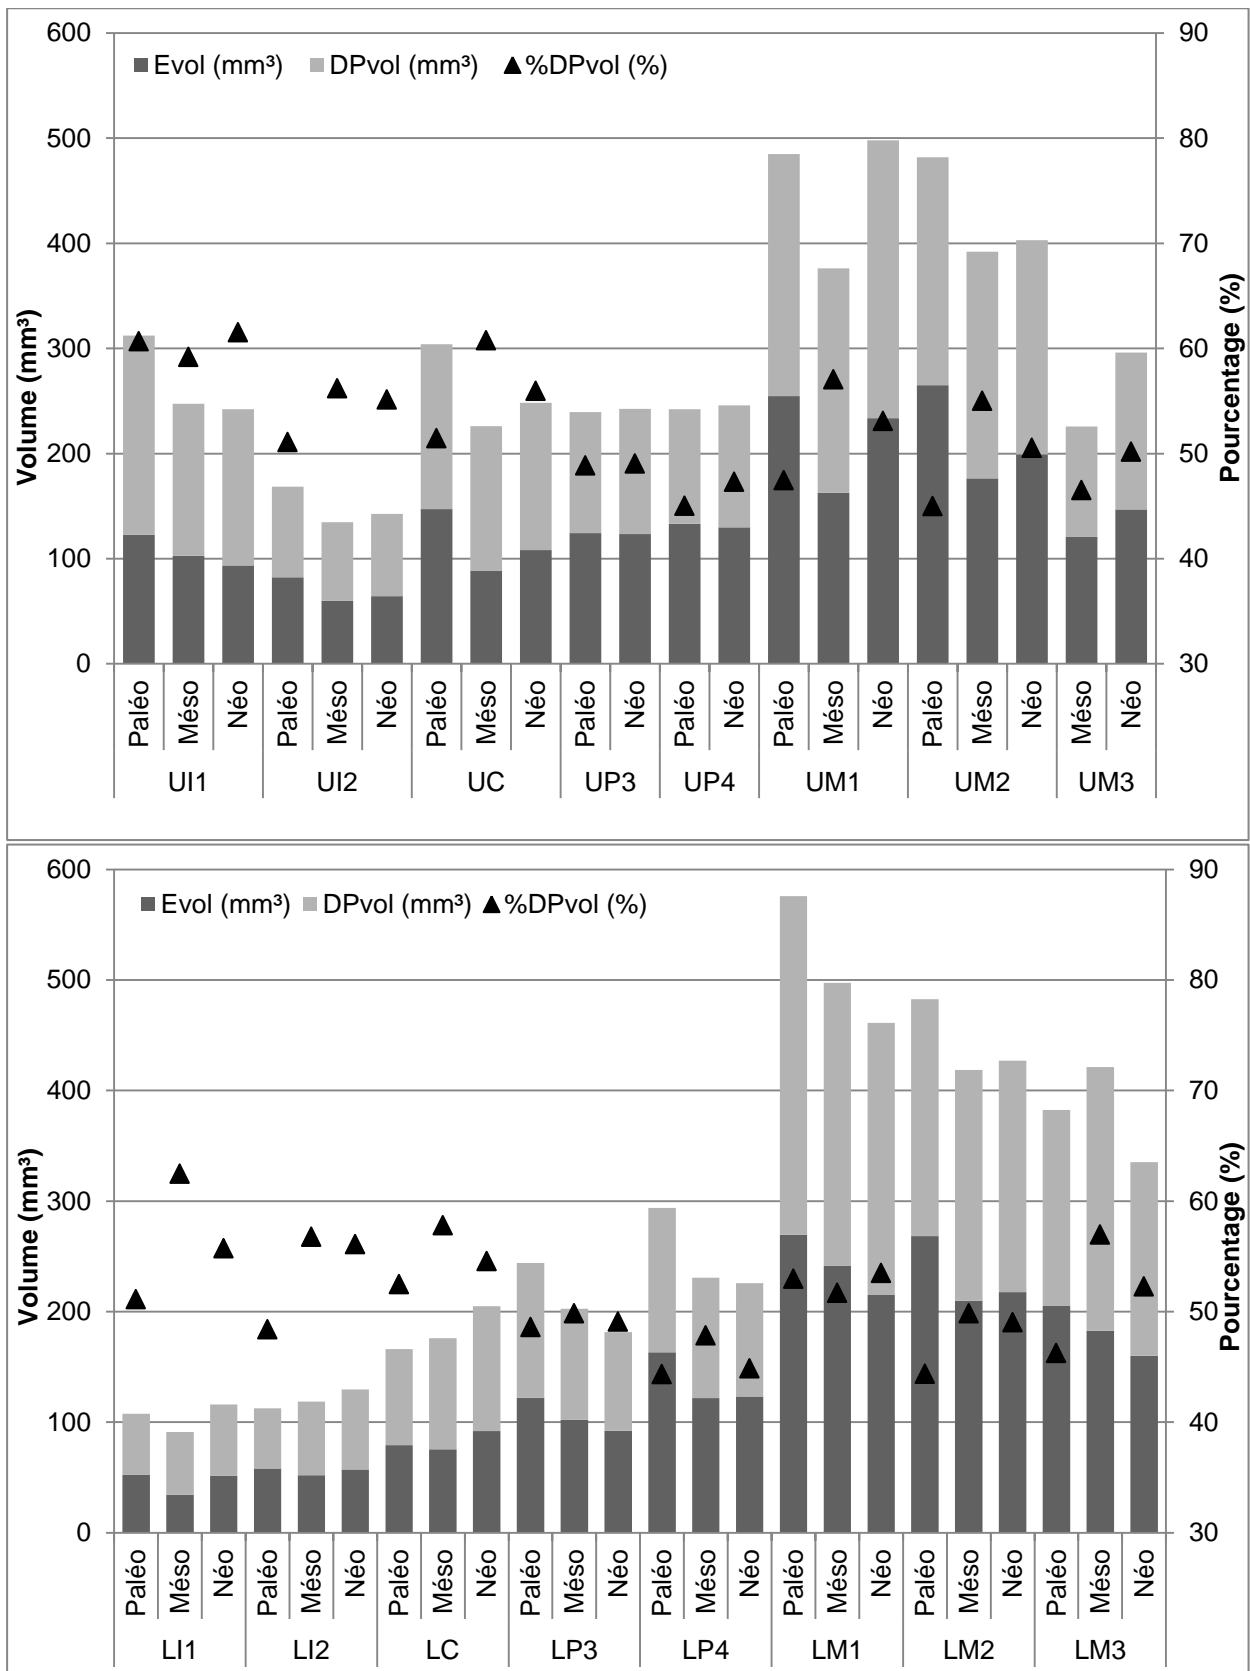 600
90
Evol (mm³) DPvol (mm³) %DPvol (%)
500
80
400
70
300
60
200
50
100
40
0
30
Volume (mm³)
Pourcentage (%)
Paléo Méso Néo Paléo Méso Néo Paléo Méso Néo Paléo Néo Paléo Néo Paléo Méso Néo Paléo Méso Néo Méso Néo
UI1 UI2 UC UP3 UP4 UM1 UM2 UM3
600
90
Evol (mm³) DPvol (mm³) %DPvol (%)
500
80
400
70
300
60
200
50
100
40
0
30
Volume (mm³)
Pourcentage (%)
Paléo Méso Néo Paléo Méso Néo Paléo Méso Néo Paléo Méso Néo Paléo Méso Néo Paléo Méso Néo Paléo Méso Néo Paléo Méso Néo
LI1 LI2 LC LP3 LP4 LM1 LM2 LM3